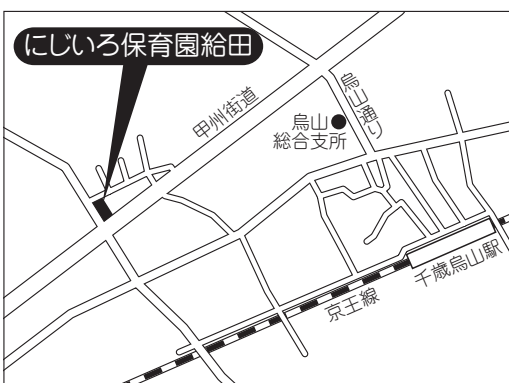 にじいろ保育園給田
甲州街道
烏山通り
烏山
総合支所
千歳烏山駅
京王線